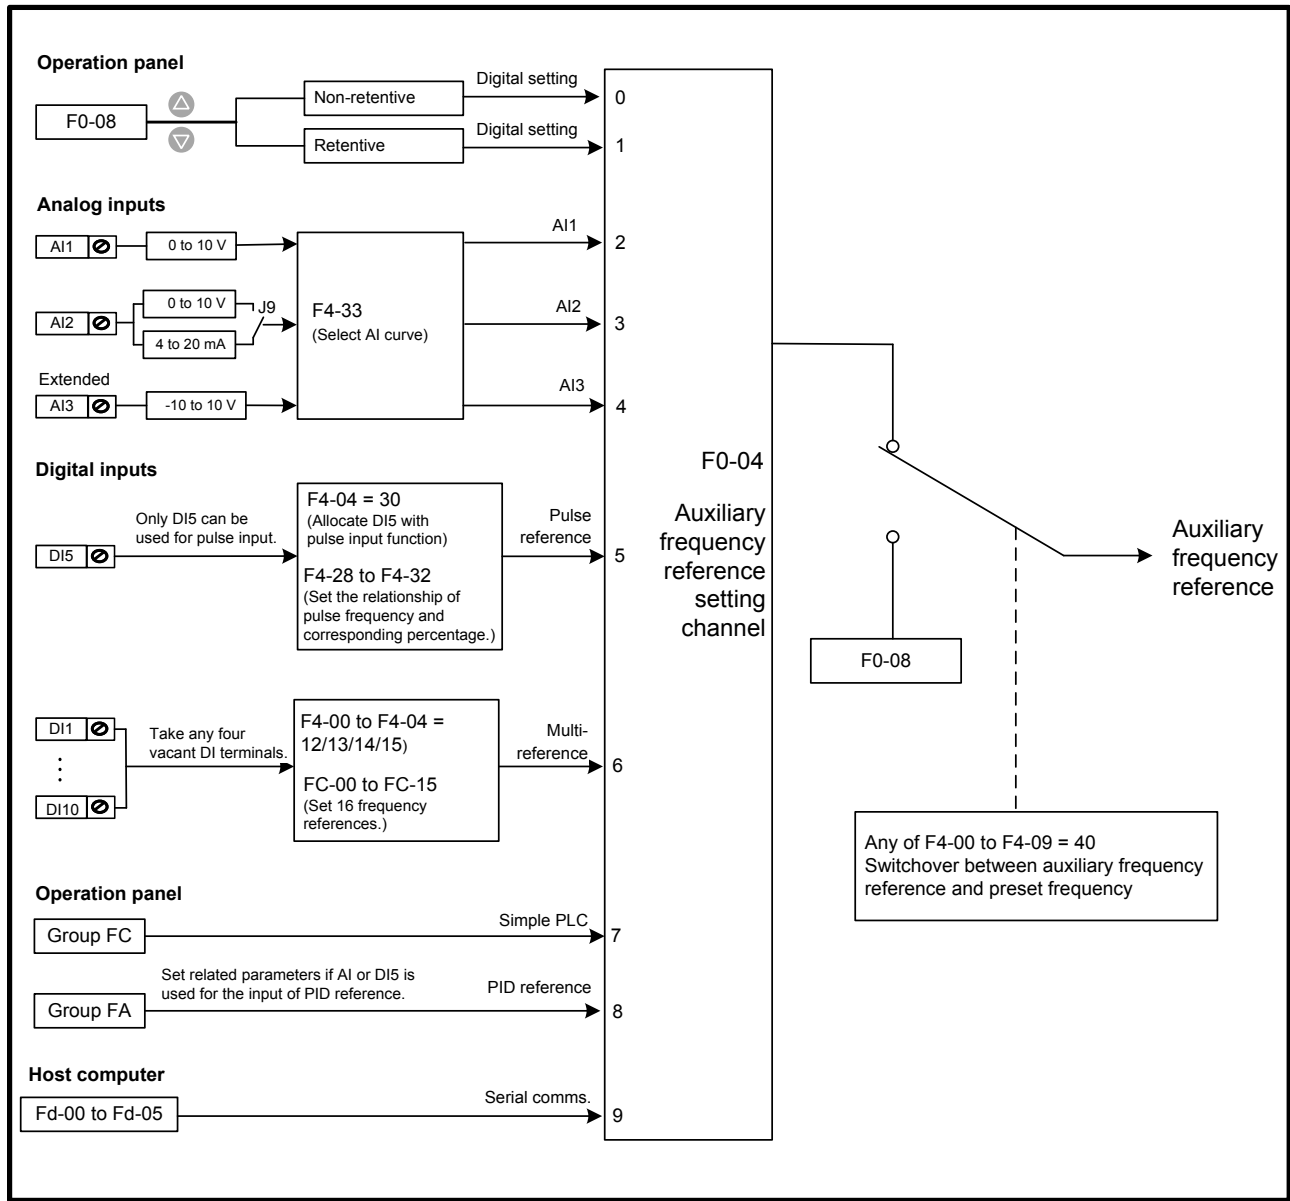 Operation panel
F0-08
Non-retentive
Digital setting
0
Retentive
Digital setting
1
Analog inputs
AI1
0 to 10 V
AI1
2
AI2
0 to 10 V
4 to 20 mA
J9
F4-33
(Select AI curve)
AI2
3
Extended
AI3
-10 to 10 V
AI3
4
Digital inputs
DI5
Only DI5 can be
used for pulse input.
F4-04 = 30
(Allocate DI5 with
pulse input function)
F4-28 to F4-32
(Set the relationship of
pulse frequency and
corresponding percentage.)
Pulse
reference
5
DI1
DI10
Take any four
vacant DI terminals.
F4-00 to F4-04 =
12/13/14/15)
FC-00 to FC-15
(Set 16 frequency
references.)
Multi-
reference
6
Operation panel
Group FC
Simple PLC
7
Group FA
Set related parameters if AI or DI5 is
used for the input of PID reference.
PID reference
8
Host computer
Fd-00 to Fd-05
Serial comms.
9
F0-04
Auxiliary
frequency
reference
setting
channel
F0-08
Auxiliary
frequency
reference
Any of F4-00 to F4-09 = 40
Switchover between auxiliary frequency
reference and preset frequency